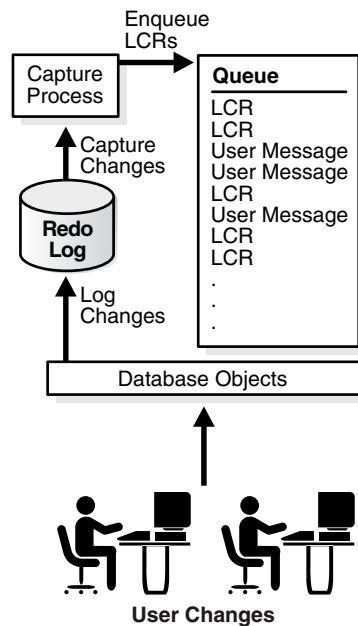 Enqueue
LCRs
Capture
Process
Queue
LCR
LCR
User Message
User Message
LCR
User Message
LCR
LCR
.
.
.
Capture
Changes
Redo
Log
Log
Changes
Database Objects
User Changes